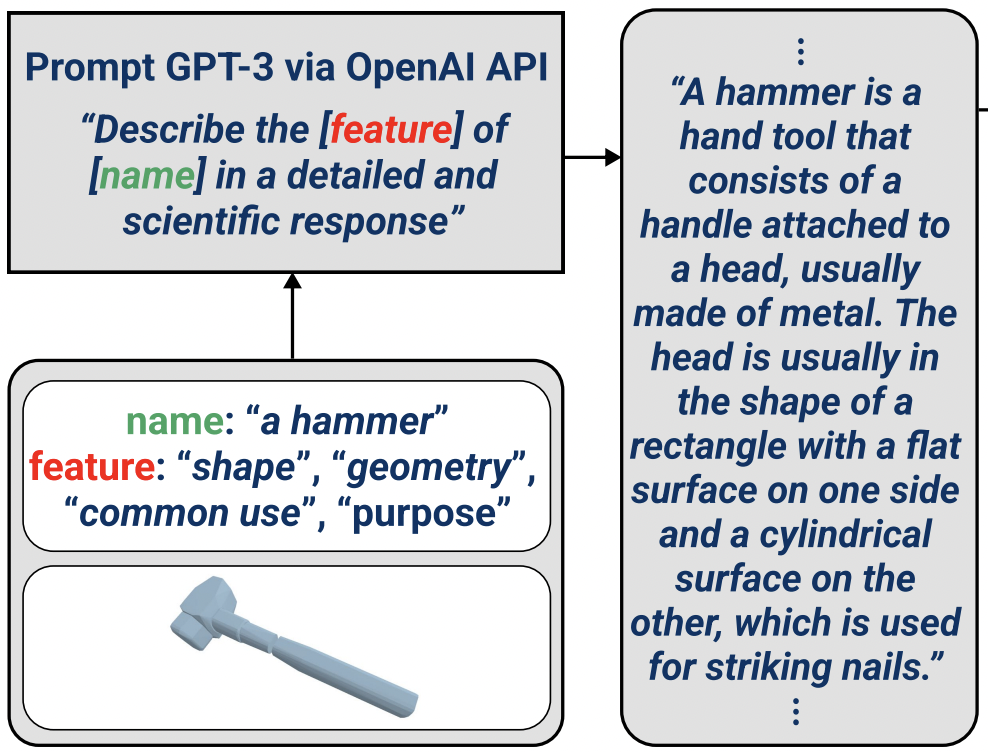 Prompt GPT-3 via OpenAI API
“Describe the [feature] of
[name] in a detailed and
scientific response”
name: “a hammer”
feature: “shape”, “geometry”,
“common use”, “purpose”
⋮
“A hammer is a
hand tool that
consists of a
handle attached to
a head, usually
made of metal. The
head is usually in
the shape of a
rectangle with a flat
surface on one side
and a cylindrical
surface on the
other, which is used
for striking nails.”
⋮